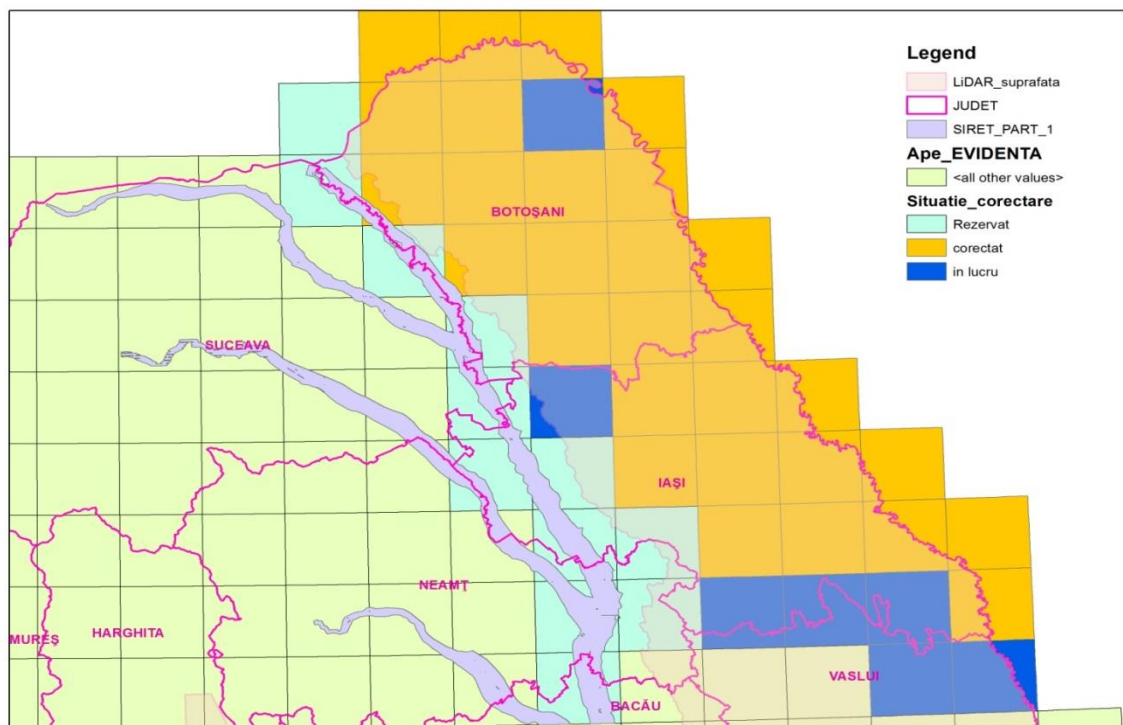 Legend
LiDAR_suprafata
JUDET
SIRET_PART_1
Ape_EVIDENTA
<all other values>
Situatie_corectare
Rezervat
corectat
in lucru
BOTOŞANI
SUCEAVA
IAŞI
NEAMŢ
MUREŞ
HARGHITA
VASLUI
BACĂU